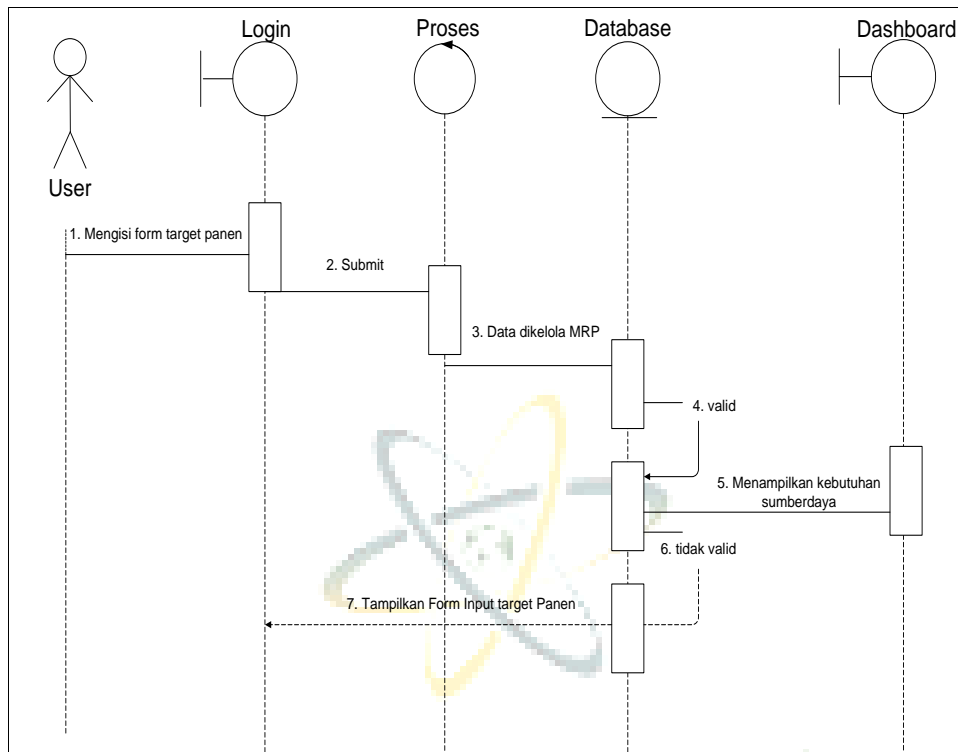 Login
Proses
Database
Dashboard
User
1. Mengisi form target panen
2. Submit
3. Data dikelola MRP
4. valid
5. Menampilkan kebutuhan
sumberdaya
6. tidak valid
7. Tampilkan Form Input target Panen